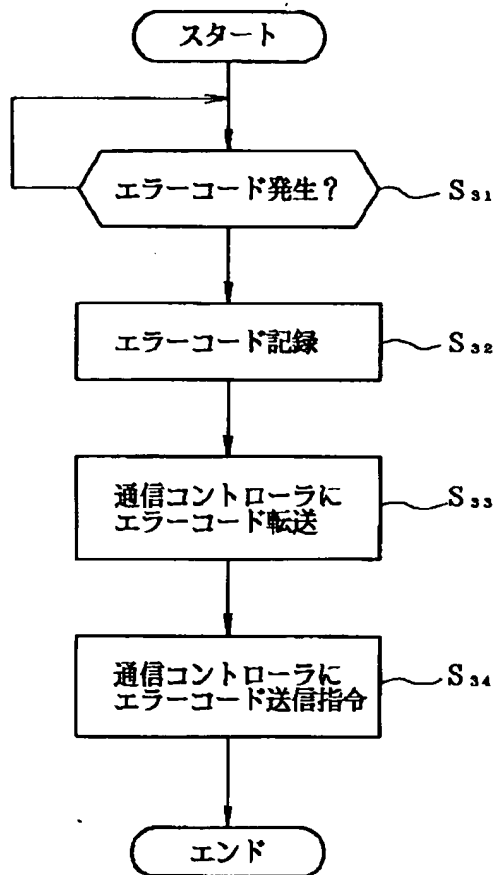 スタート
エラーコード発生？
S₃₁
エラーコード記録
S₃₂
通信コントローラに
エラーコード転送
S₃₃
通信コントローラに
エラーコード送信指令
S₃₄
エンド